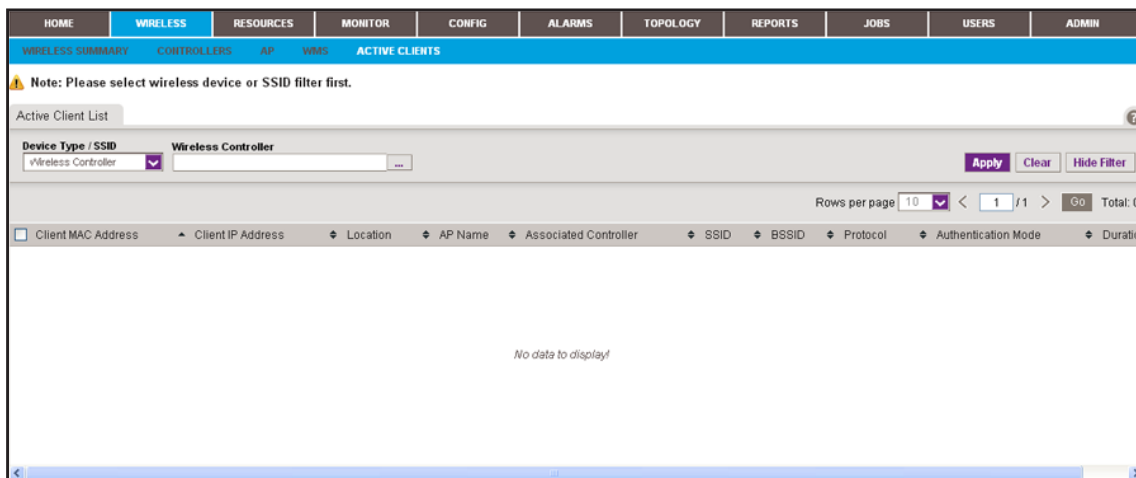 HOME WIRELESS RESOURCES MONITOR CONFIG ALARMS TOPOLOGY REPORTS JOBS USERS ADMIN
WIRELESS SUMMARY CONTROLLERS AP WMS ACTIVE CLIENTS
Note: Please select wireless device or SSID filter first.
Active Client List ?
Device Type / SSID Wireless Controller
Wireless Controller ... Apply Clear Hide Filter
Rows per page 10 < 1 / 1 > Go Total:
Client MAC Address Client IP Address Location AP Name Associated Controller SSID BSSID Protocol Authentication Mode Durati
No data to display!